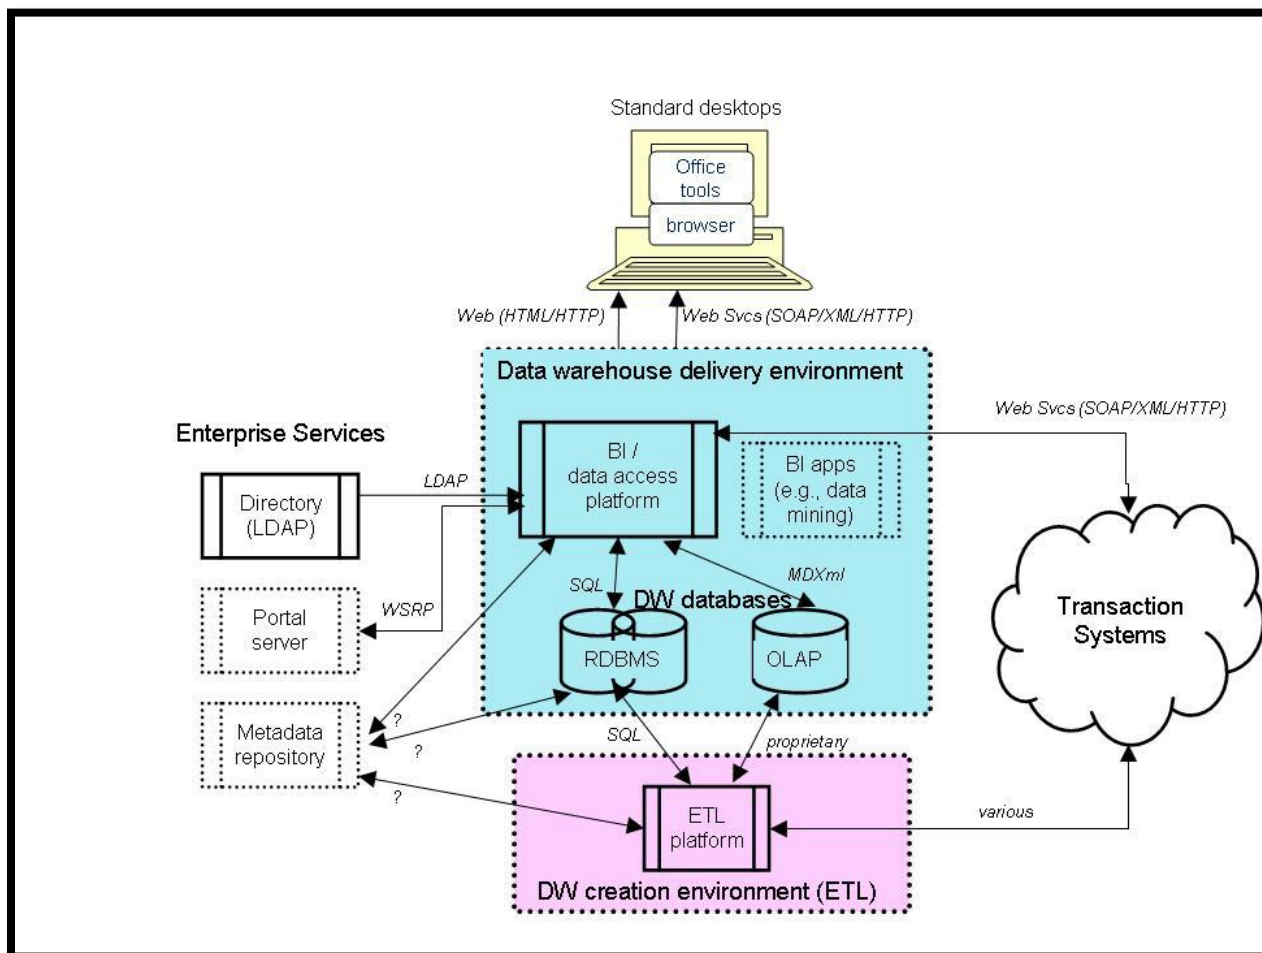 Standard desktops
Office
tools
browser
Web (HTML/HTTP)
Web Svcs (SOAP/XML/HTTP)
Data warehouse delivery environment
Web Svcs (SOAP/XML/HTTP)
Enterprise Services
BI /
data access
platform
BI apps
(e.g., data
mining)
LDAP
Directory
(LDAP)
SQL
MDXml
DW databases
WSRP
Portal
server
Transaction
Systems
RDBMS
OLAP
?
?
Metadata
repository
SQL
proprietary
?
ETL
platform
various
DW creation environment (ETL)